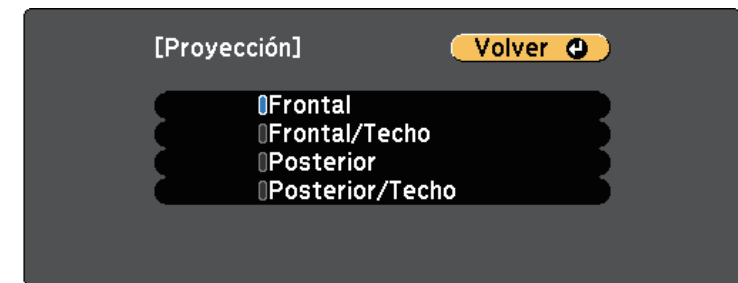 [Proyección] Volver
Frontal
Frontal/Techo
Posterior
Posterior/Techo